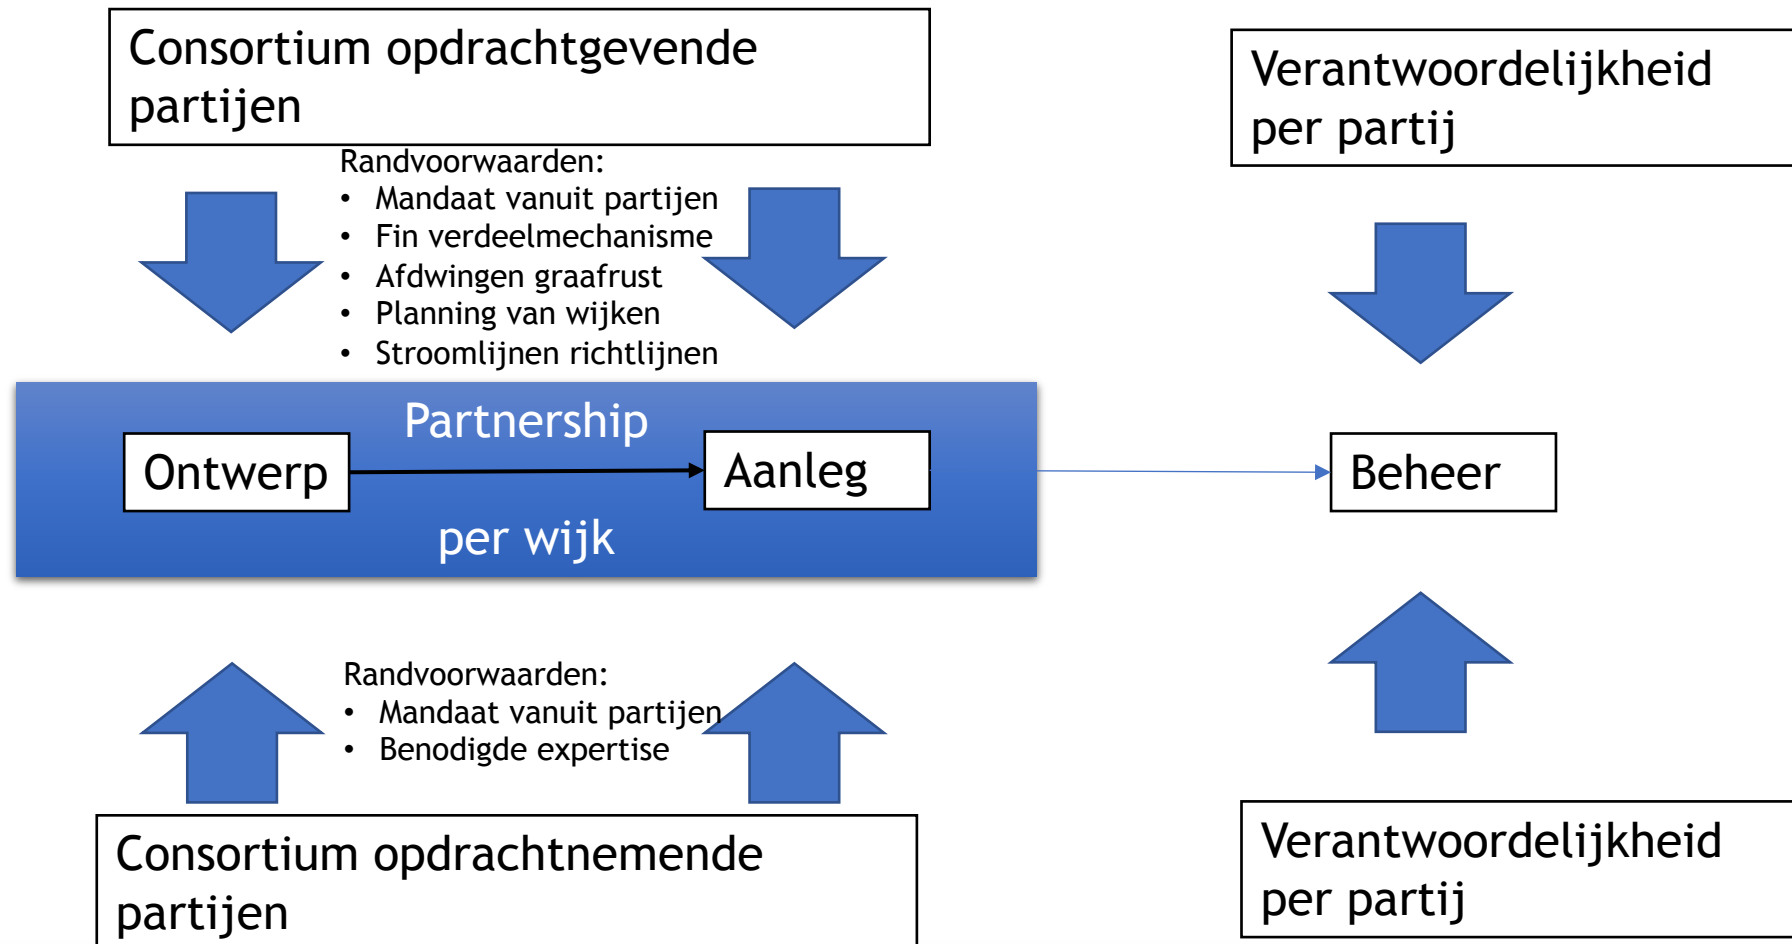 Consortium opdrachtgevende
partijen
Verantwoordelijkheid
per partij
Randvoorwaarden:
• Mandaat vanuit partijen
• Fin verdeelmechanisme
• Afdwingen graafrust
• Planning van wijken
• Stroomlijnen richtlijnen
Partnership
Ontwerp
Aanleg
Beheer
per wijk
Randvoorwaarden:
• Mandaat vanuit partijen
• Benodigde expertise
Consortium opdrachtnemende
partijen
Verantwoordelijkheid
per partij